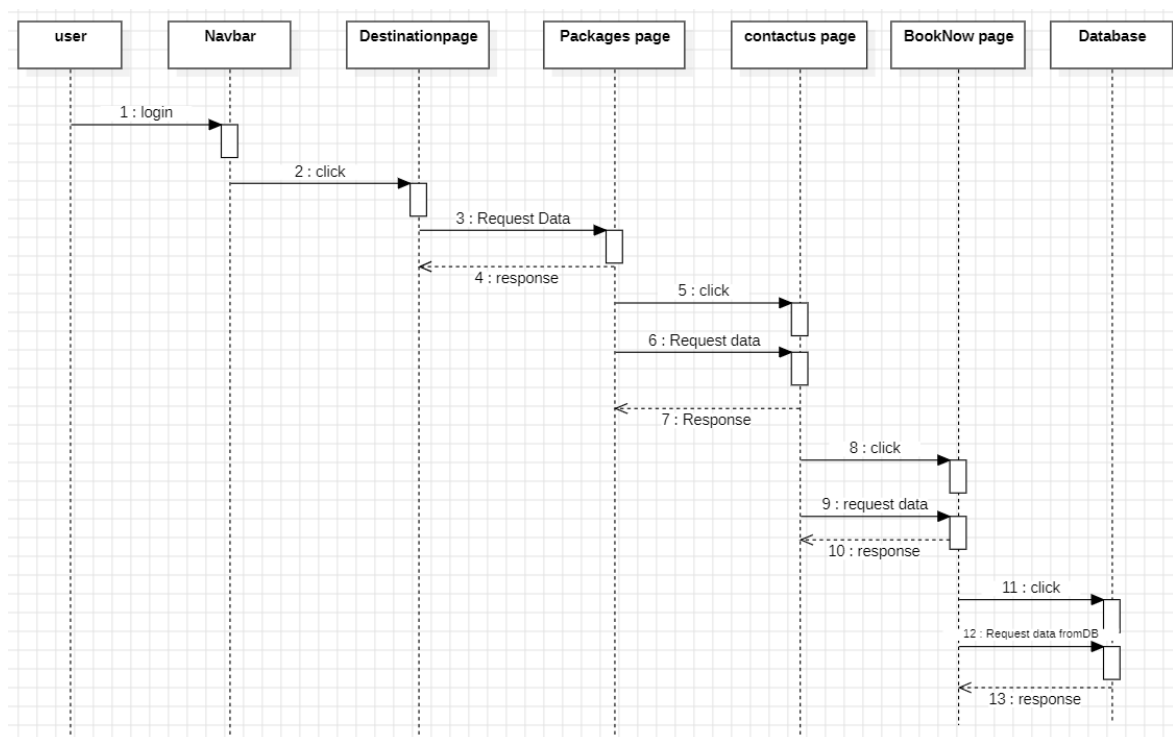 user
Navbar
Destinationpage
Packages page
contactus page
BookNow page
Database
1 : login
2 : click
3 : Request Data
4 : response
5 : click
6 : Request data
7 : Response
8 : click
9 : request data
10 : response
11 : click
12 : Request data fromDB
13 : response